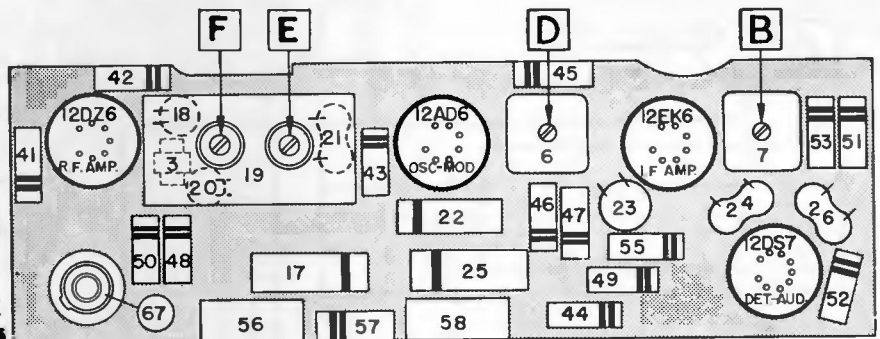 F E D B
42 45
12DZ6 18 12AD6 12EK6
21 53 51
41 R.F. AMP. 3 19 43 OSC-MOD 6 I.F. AMP. 7
20
22 46 47 23 24 26
50 48 55 12DS7
17 25 49
67 DET-AUD. 52
56 57 58 44